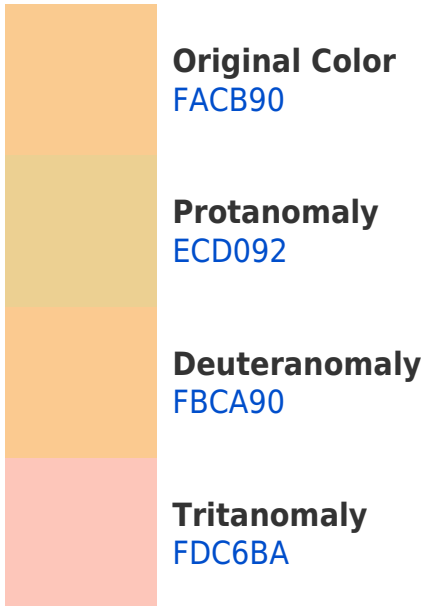 Original Color
FACB90
Protanomaly
ECD092
Deuteranomaly
FBCA90
Tritanomaly
FDC6BA